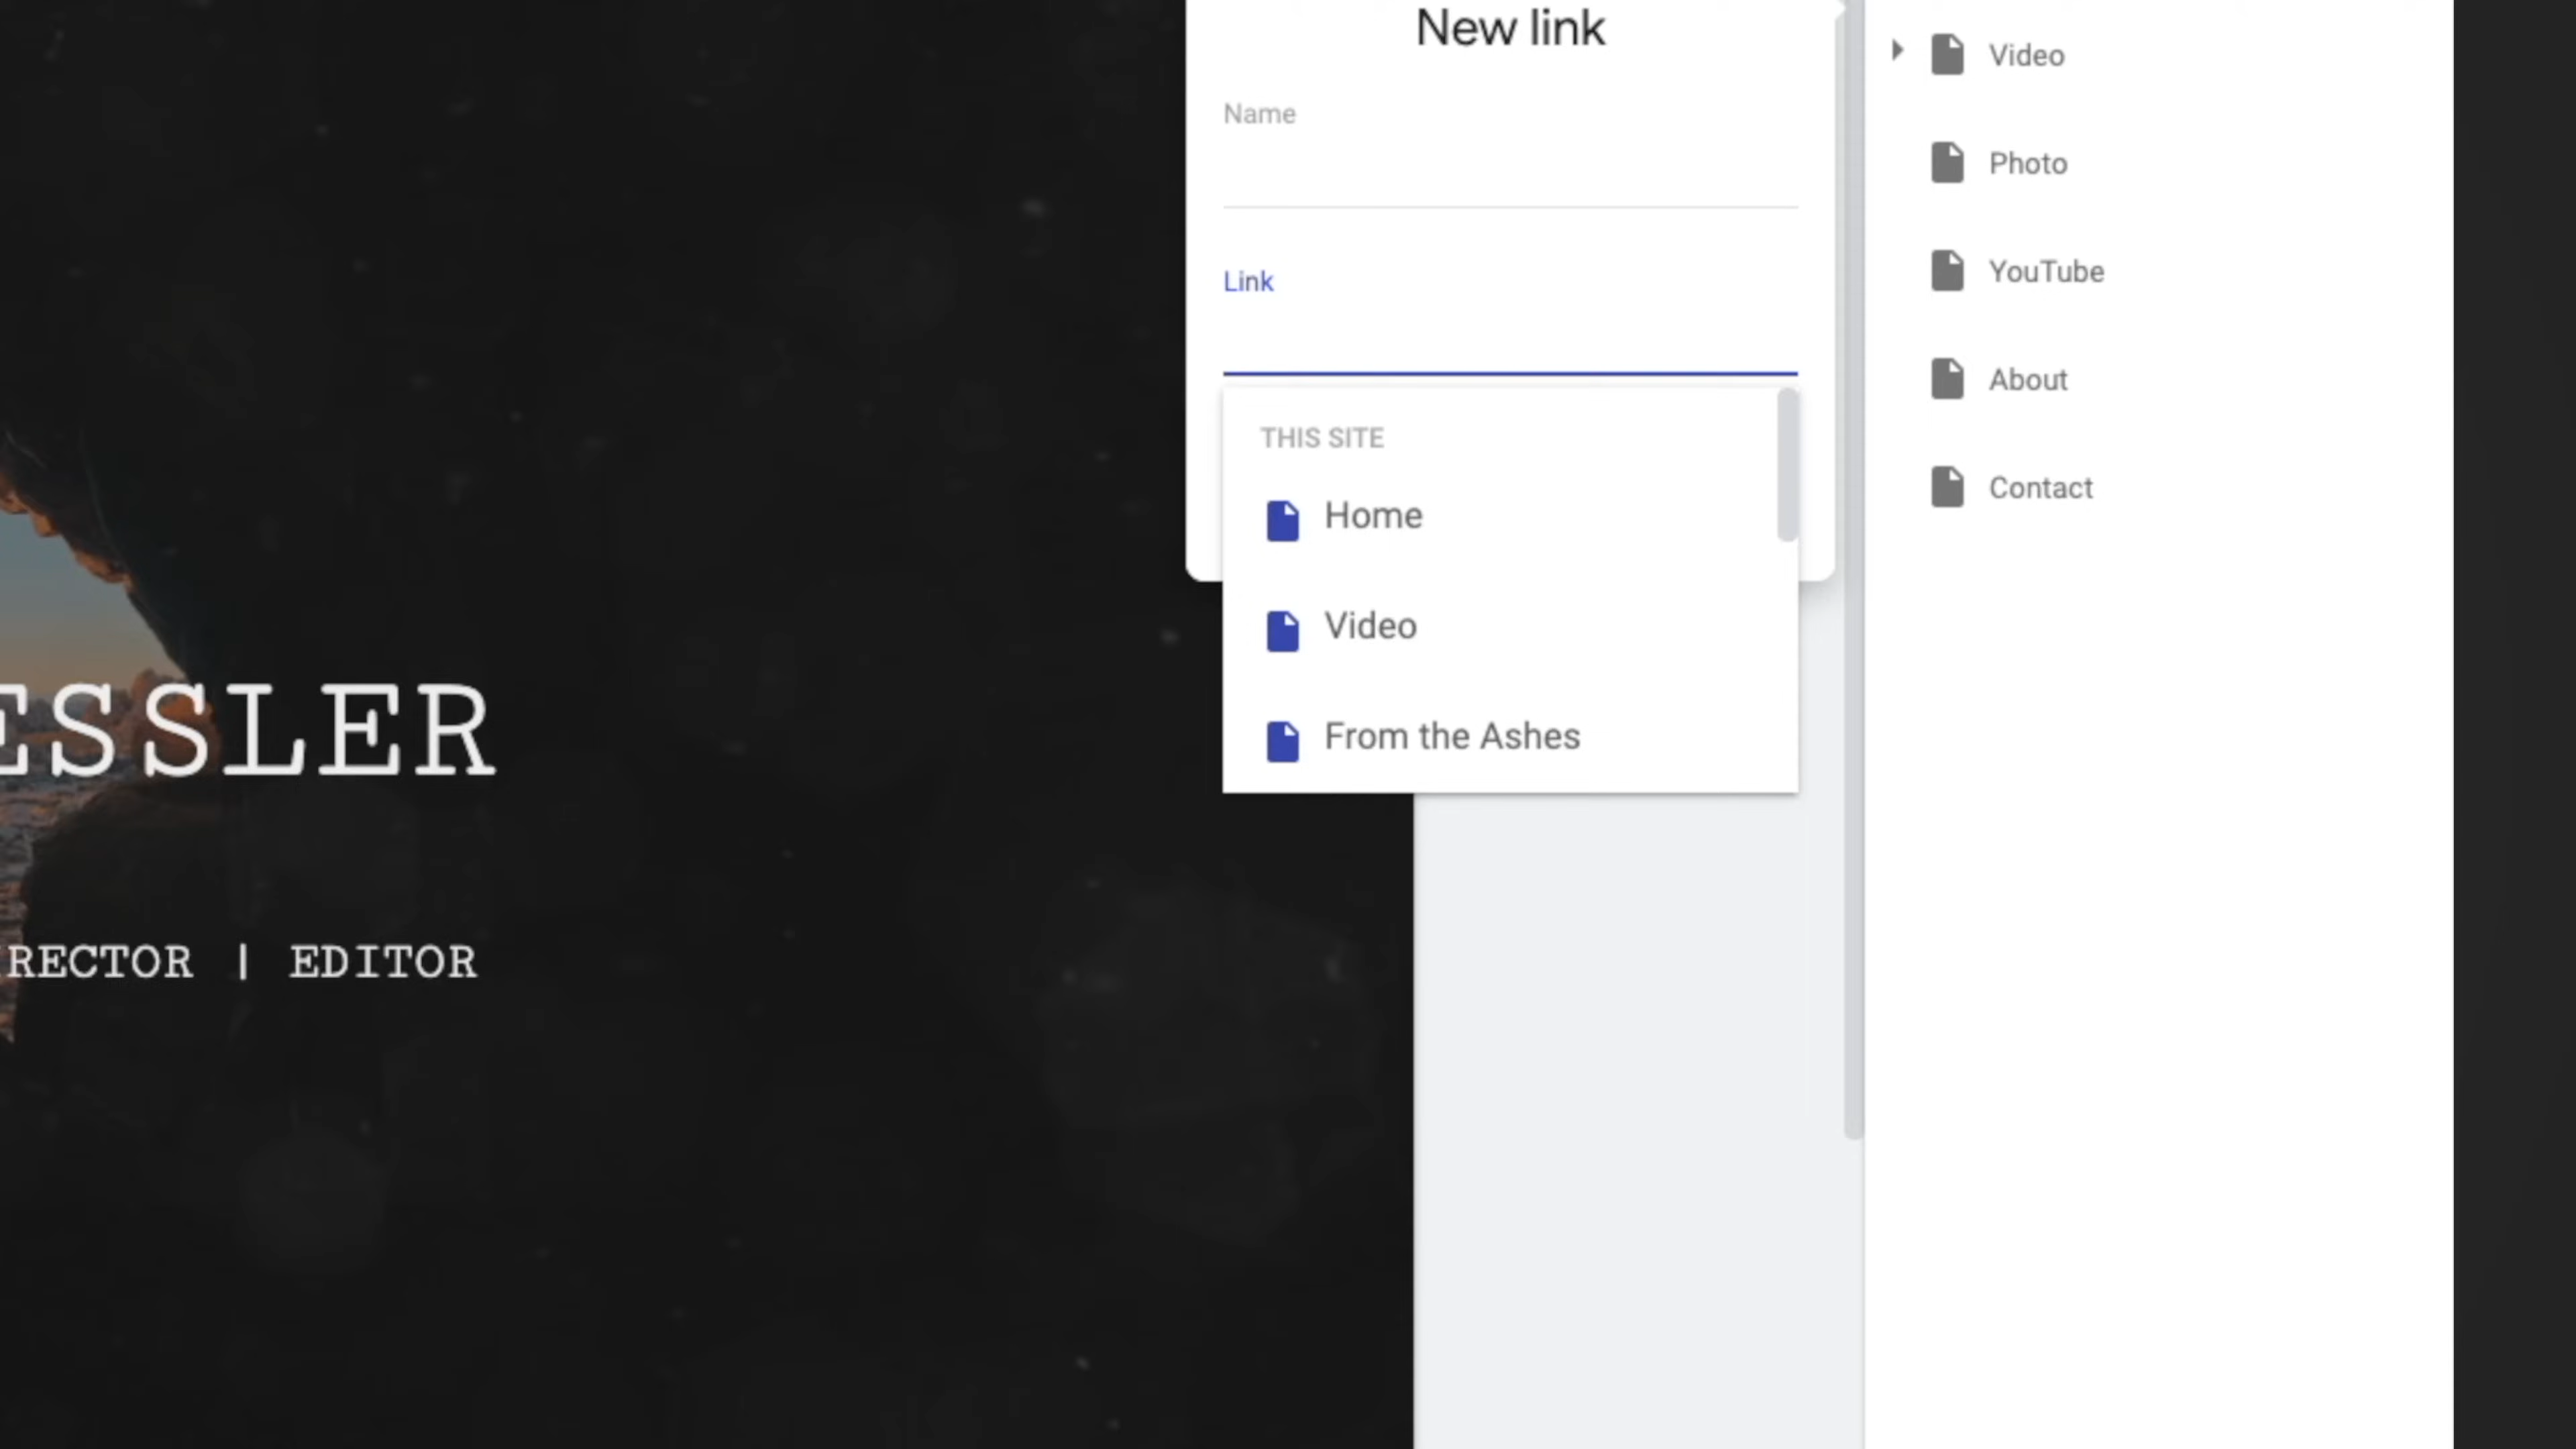 New link
Name
Link
THIS SITE
Home
Video
From the Ashes
Video
Photo
YouTube
About
Contact
ESSLER
RECTOR | EDITOR